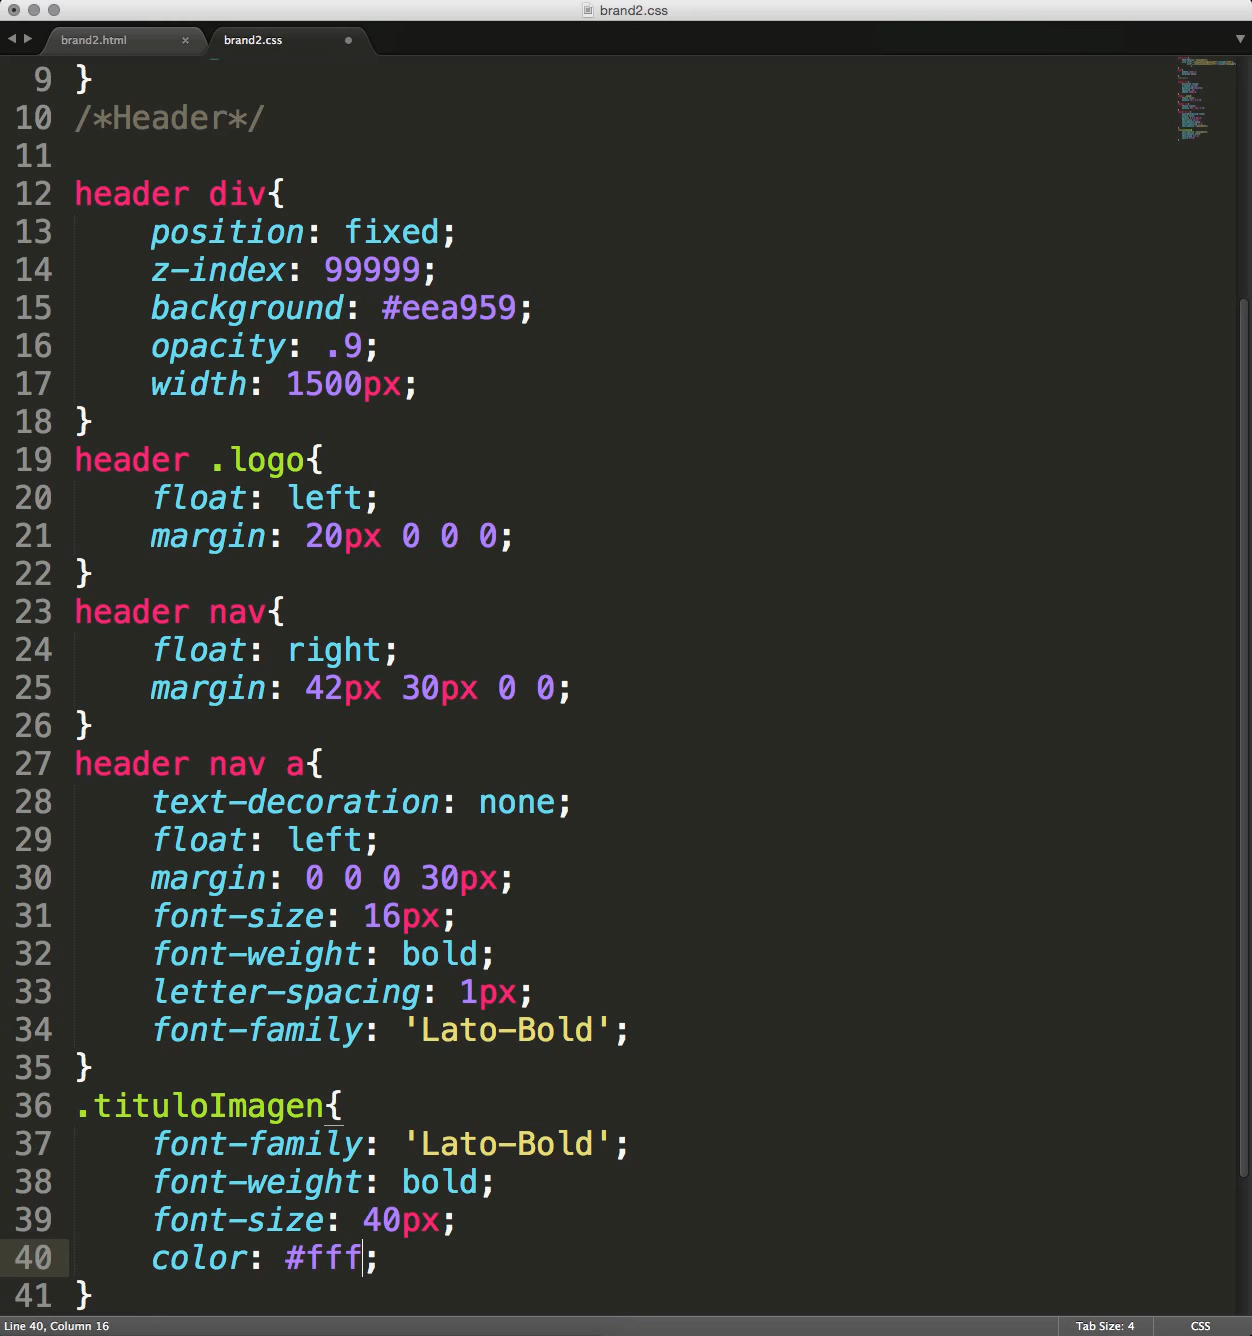 brand2.css
brand2.html × brand2.css
9 }
10 /*Header*/
11
12 header div{
13 position: fixed;
14 z-index: 99999;
15 background: #eea959;
16 opacity: .9;
17 width: 1500px;
18 }
19 header .logo{
20 float: left;
21 margin: 20px 0 0 0;
22 }
23 header nav{
24 float: right;
25 margin: 42px 30px 0 0;
26 }
27 header nav a{
28 text-decoration: none;
29 float: left;
30 margin: 0 0 0 30px;
31 font-size: 16px;
32 font-weight: bold;
33 letter-spacing: 1px;
34 font-family: 'Lato-Bold';
35 }
36 .tituloImagen{
37 font-family: 'Lato-Bold';
38 font-weight: bold;
39 font-size: 40px;
40 color: #fff;
41 }
Line 40, Column 16 Tab Size: 4 CSS